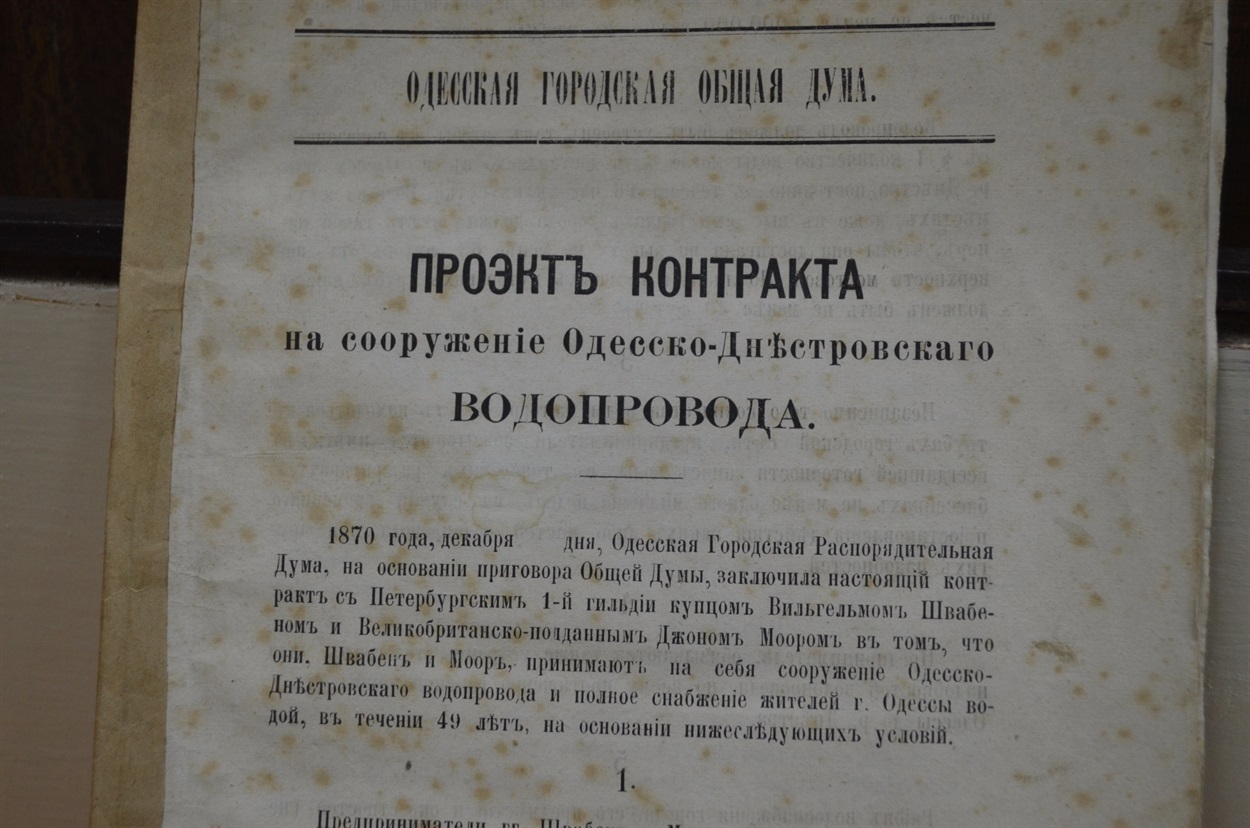 ОДЕССКАЯ ГОРОДСКАЯ ОБЩАЯ ДУМА.
ПРОЭКТЪ КОНТРАКТА
на сооруженіе Одесско-Днѣстровскаго
ВОДОПРОВОДА.
1870 года, декабря дня, Одесская Городская Распорядительная
Дума, на основаніи приговора Общей Думы, заключила настоящій конт-
рактъ съ Петербургскимъ 1-й гильдіи купцомъ Вильгельмомъ Швабе-
номъ и Великобританско-подданнымъ Джономъ Мооромъ въ томъ, что
они, Швабенъ и Мооръ, принимаютъ на себя сооруженіе Одесско-
Днѣстровскаго водопровода и полное снабженіе жителей г. Одессы во-
дой, въ теченіи 49 лѣтъ, на основаніи нижеслѣдующихъ условій.
1.
Предприниматели гг.